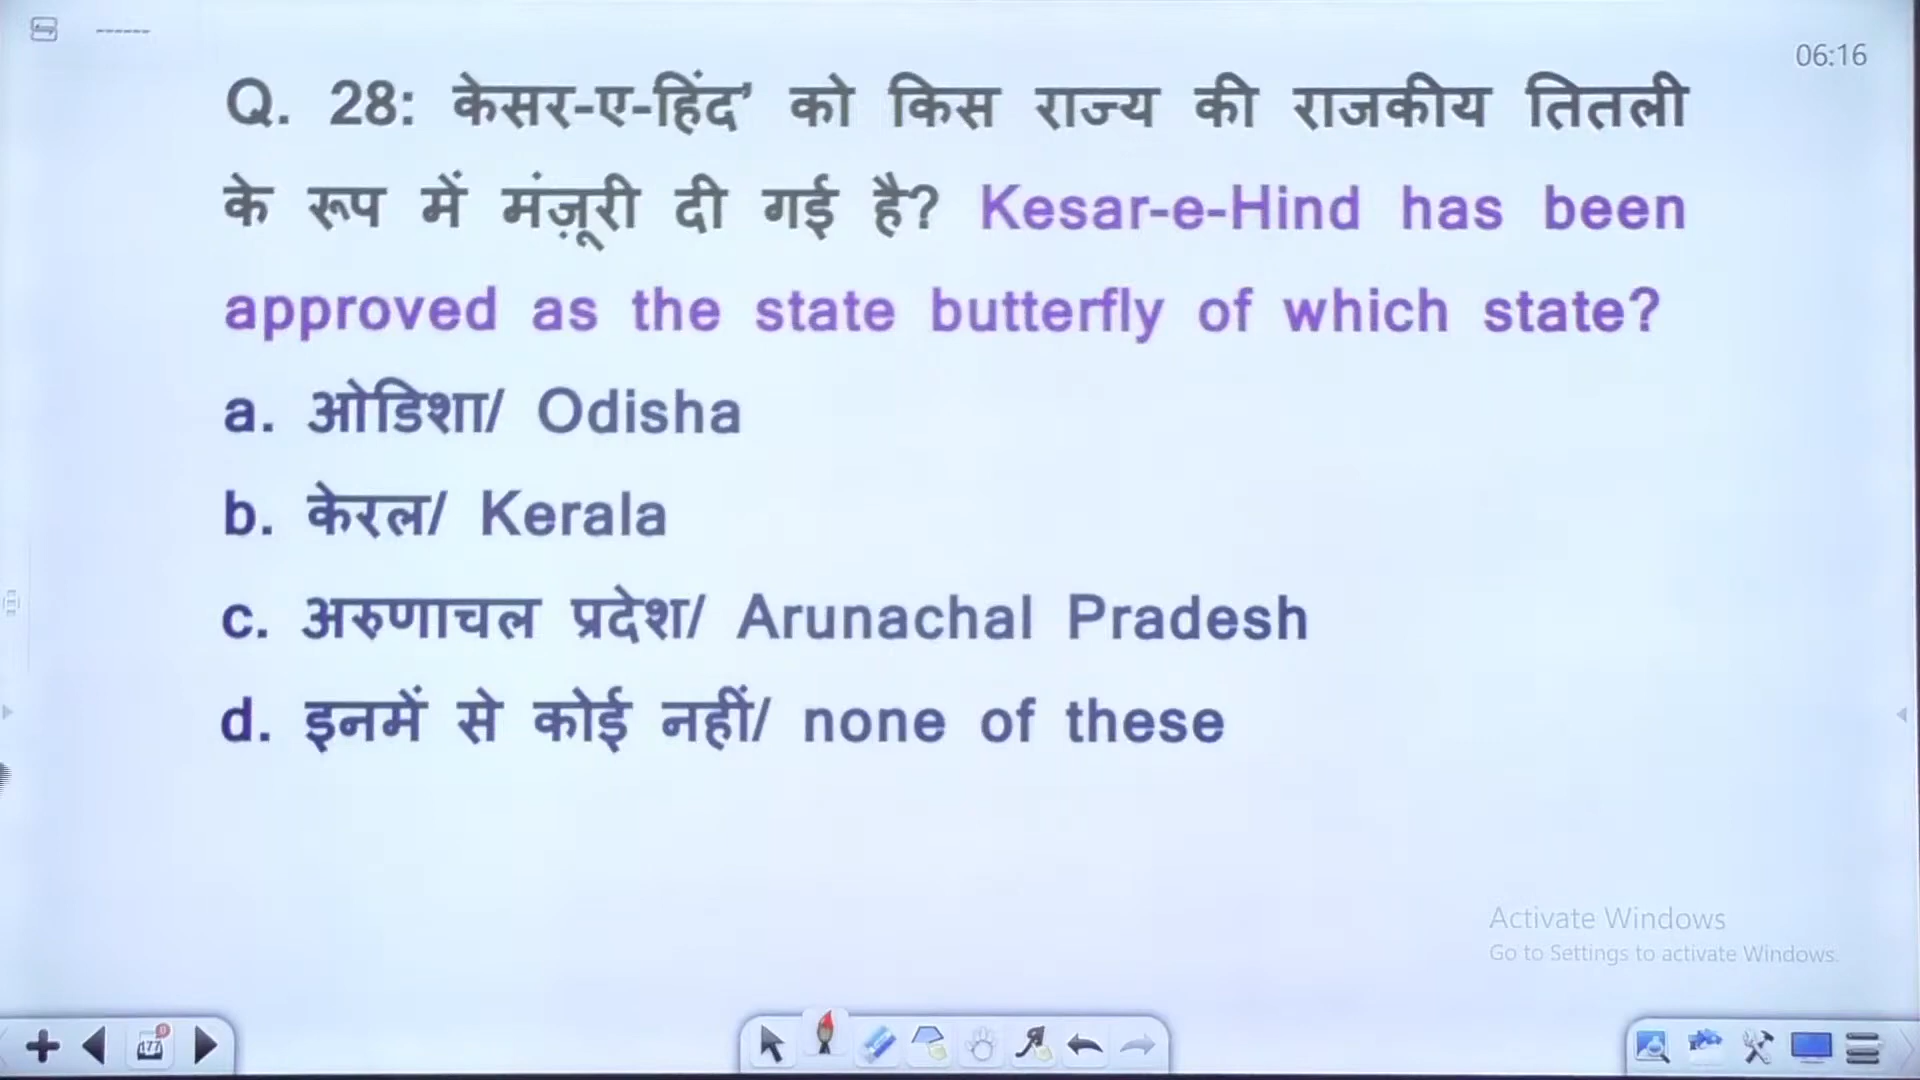 06:16
Q. 28: केसर-ए-हिंद’ को किस राज्य की राजकीय तितली
के रूप में मंज़ूरी दी गई है? Kesar-e-Hind has been
approved as the state butterfly of which state?
a. ओडिशा/ Odisha
b. केरल/ Kerala
c. अरुणाचल प्रदेश/ Arunachal Pradesh
d. इनमें से कोई नहीं/ none of these
Activate Windows
Go to Settings to activate Windows.
177